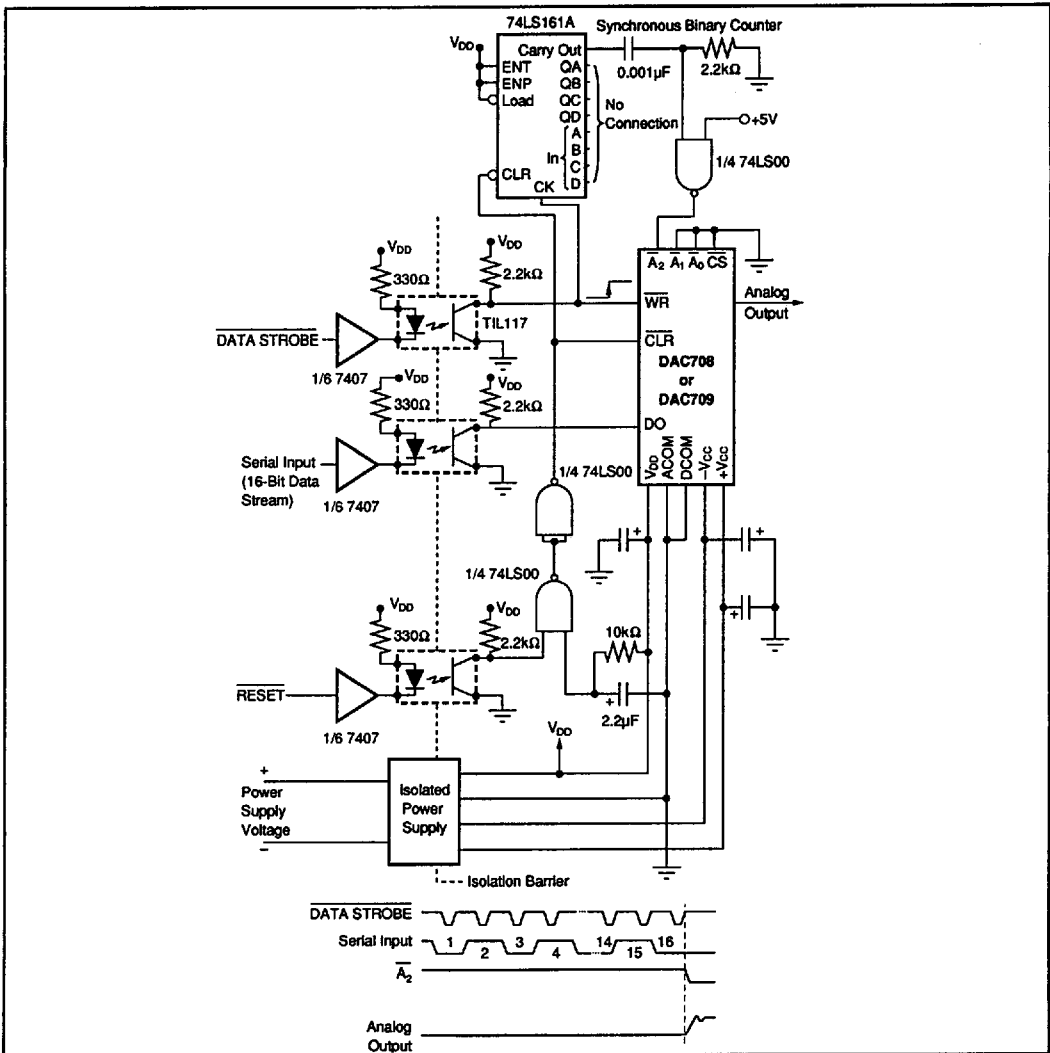 74LS161A
Synchronous Binary Counter
VDD
Carry Out
ENT
ENP
Load
QA
QB
QC
QD
A
B
C
D
In
No
Connection
CLR
CK
0.001µF
2.2kΩ
+5V
1/4 74LS00
VDD
330Ω
VDD
2.2kΩ
TIL117
DATA STROBE
1/6 7407
A2 A1 A0 CS
WR
CLR
DAC708
or
DAC709
DO
VDD
ACOM
DCOM
–VCC
+VCC
Analog
Output
VDD
330Ω
VDD
2.2kΩ
Serial Input
(16-Bit Data
Stream)
1/6 7407
1/4 74LS00
+
+
+
1/4 74LS00
VDD
330Ω
VDD
2.2kΩ
10kΩ
+
2.2µF
RESET
1/6 7407
VDD
+
Power
Supply
Voltage
–
Isolated
Power
Supply
Isolation Barrier
DATA STROBE
Serial Input
1 2 3 4 14 15 16
A2
Analog
Output